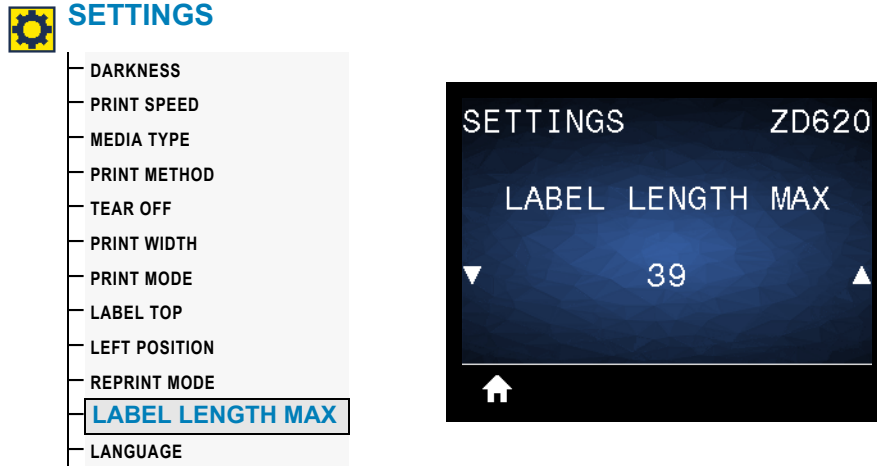 SETTINGS
DARKNESS
PRINT SPEED
MEDIA TYPE
PRINT METHOD
TEAR OFF
PRINT WIDTH
PRINT MODE
LABEL TOP
LEFT POSITION
REPRINT MODE
LABEL LENGTH MAX
LANGUAGE
SETTINGS ZD620
LABEL LENGTH MAX
39